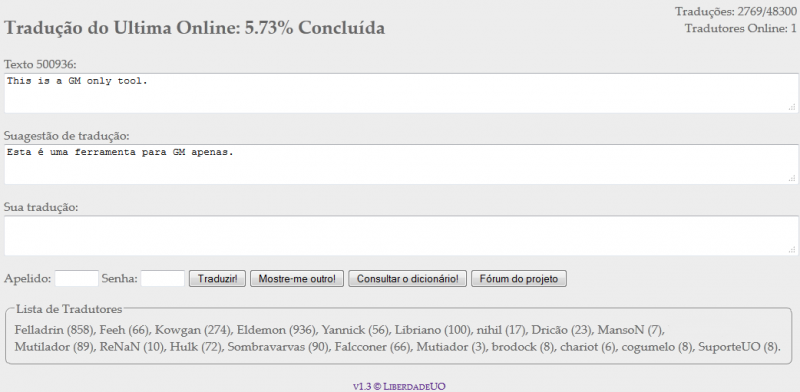 Traduções: 2769/48300
Tradução do Ultima Online: 5.73% Concluída
Tradutores Online: 1
Texto 500936:
This is a GM only tool.
Suagestão de tradução:
Esta é uma ferramenta para GM apenas.
Sua tradução:
Apelido: Senha: Traduzir! Mostre-me outro! Consultar o dicionário! Fórum do projeto
Lista de Tradutores
Felladrin (858), Feeh (66), Kowgan (274), Eldemon (936), Yannick (56), Libriano (100), nihil (17), Dricão (23), MansoN (7),
Mutilador (89), ReNaN (10), Hulk (72), Sombravarvas (90), Falcconer (66), Mutiador (3), brodock (8), chariot (6), cogumelo (8), SuporteUO (8).
v1.3 © LiberdadeUO